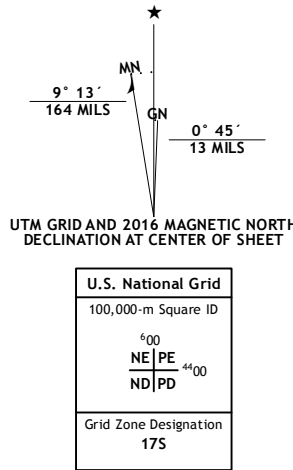 ★
MN
9° 13´
164 MILS
GN
0° 45´
13 MILS
UTM GRID AND 2016 MAGNETIC NORTH
DECLINATION AT CENTER OF SHEET
U.S. National Grid
100,000-m Square ID
⁶00
NE PE
⁴⁴00
ND PD
Grid Zone Designation
17S